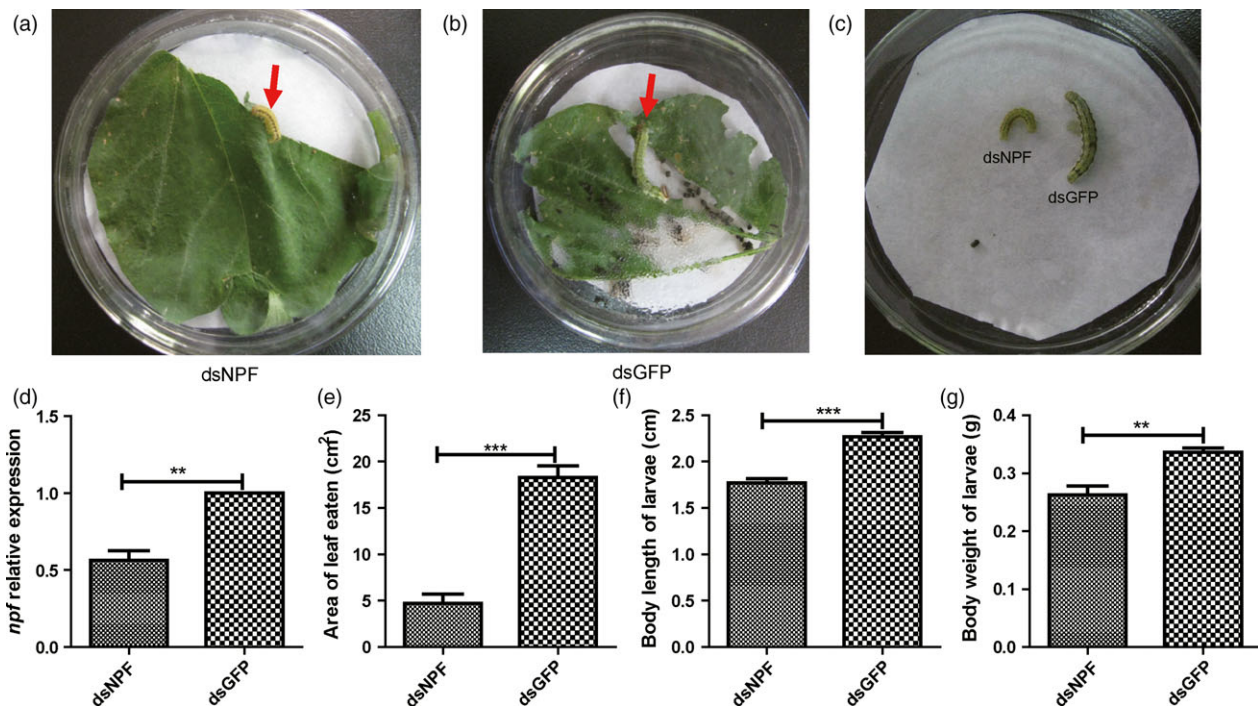 (a)
(b)
(c)
dsNPF
dsGFP
dsNPF
dsGFP
(d)
npf relative expression
1.5
1.0
0.5
0.0
**
dsNPF
dsGFP
(e)
Area of leaf eaten (cm²)
25
20
15
10
5
0
***
dsNPF
dsGFP
(f)
Body length of larvae (cm)
2.5
2.0
1.5
1.0
0.5
0.0
***
dsNPF
dsGFP
(g)
Body weight of larvae (g)
0.4
0.3
0.2
0.1
0.0
**
dsNPF
dsGFP